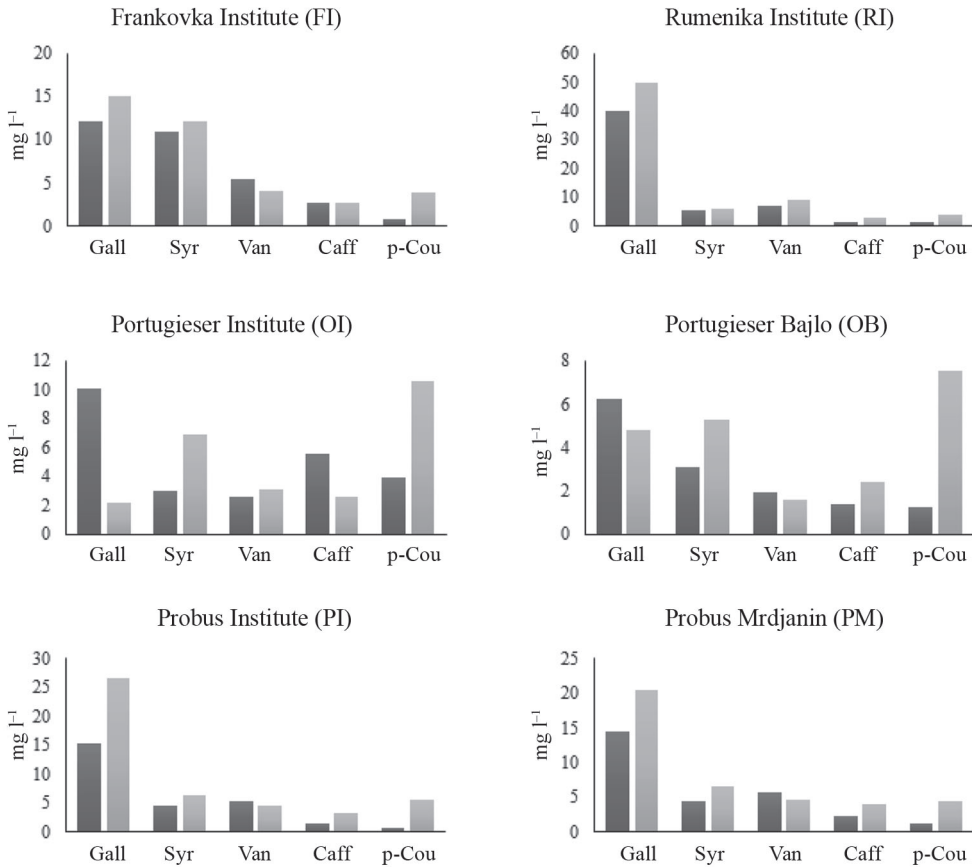 Frankovka Institute (FI)
20
15
10
5
0
mg l⁻¹
Gall Syr Van Caff p-Cou
Rumenika Institute (RI)
60
50
40
30
20
10
0
mg l⁻¹
Gall Syr Van Caff p-Cou
Portugieser Institute (OI)
12
10
8
6
4
2
0
mg l⁻¹
Gall Syr Van Caff p-Cou
Portugieser Bajlo (OB)
8
6
4
2
0
mg l⁻¹
Gall Syr Van Caff p-Cou
Probus Institute (PI)
30
25
20
15
10
5
0
mg l⁻¹
Gall Syr Van Caff p-Cou
Probus Mrdjanin (PM)
25
20
15
10
5
0
mg l⁻¹
Gall Syr Van Caff p-Cou